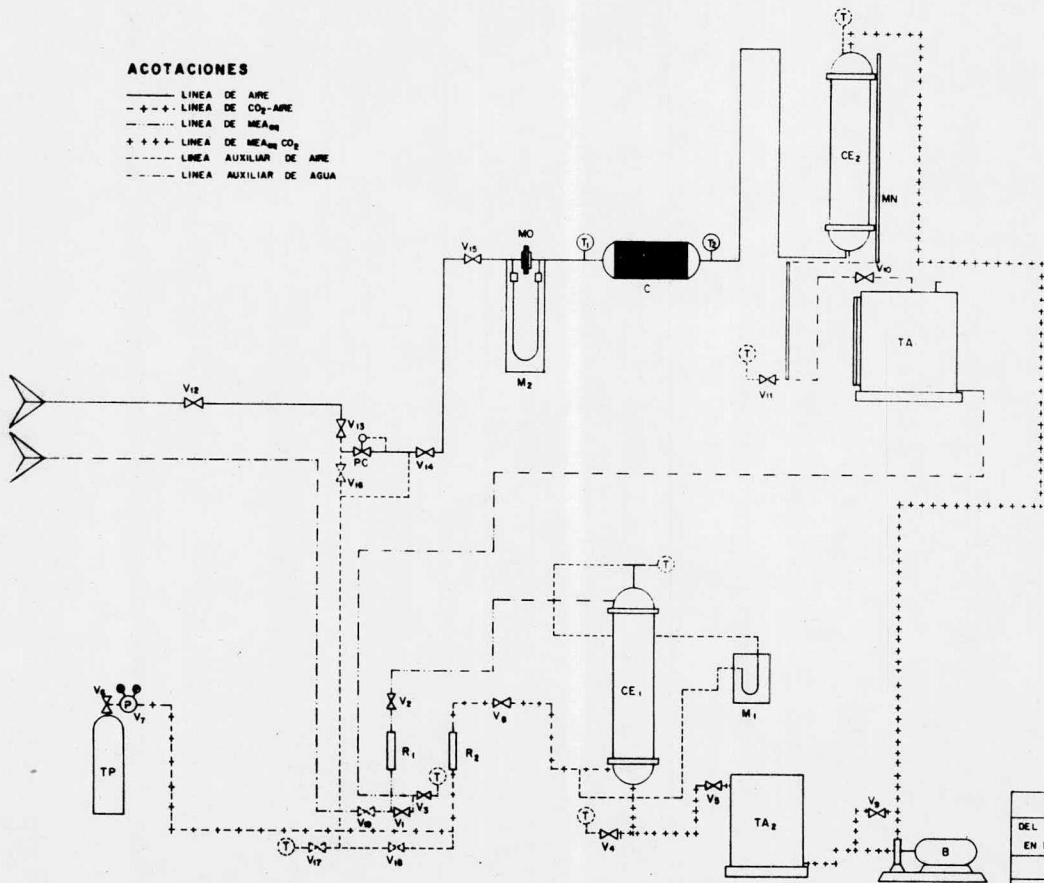 ACOTACIONES
LINEA DE AIRE
LINEA DE CO2-AIRE
LINEA DE MEAaq
LINEA DE MEAaq CO2
LINEA AUXILIAR DE AIRE
LINEA AUXILIAR DE AGUA
T
CE2
MN
MO
V15
T1
T2
C
M2
V10
TA
T
V11
V12
V13
PC
V14
V16
T
CE1
M1
V6
P
V7
V2
V8
R1
R2
TP
T
V3
V19
V1
V5
TA2
V9
B
T
V4
T
V17
V18
DEL
EN